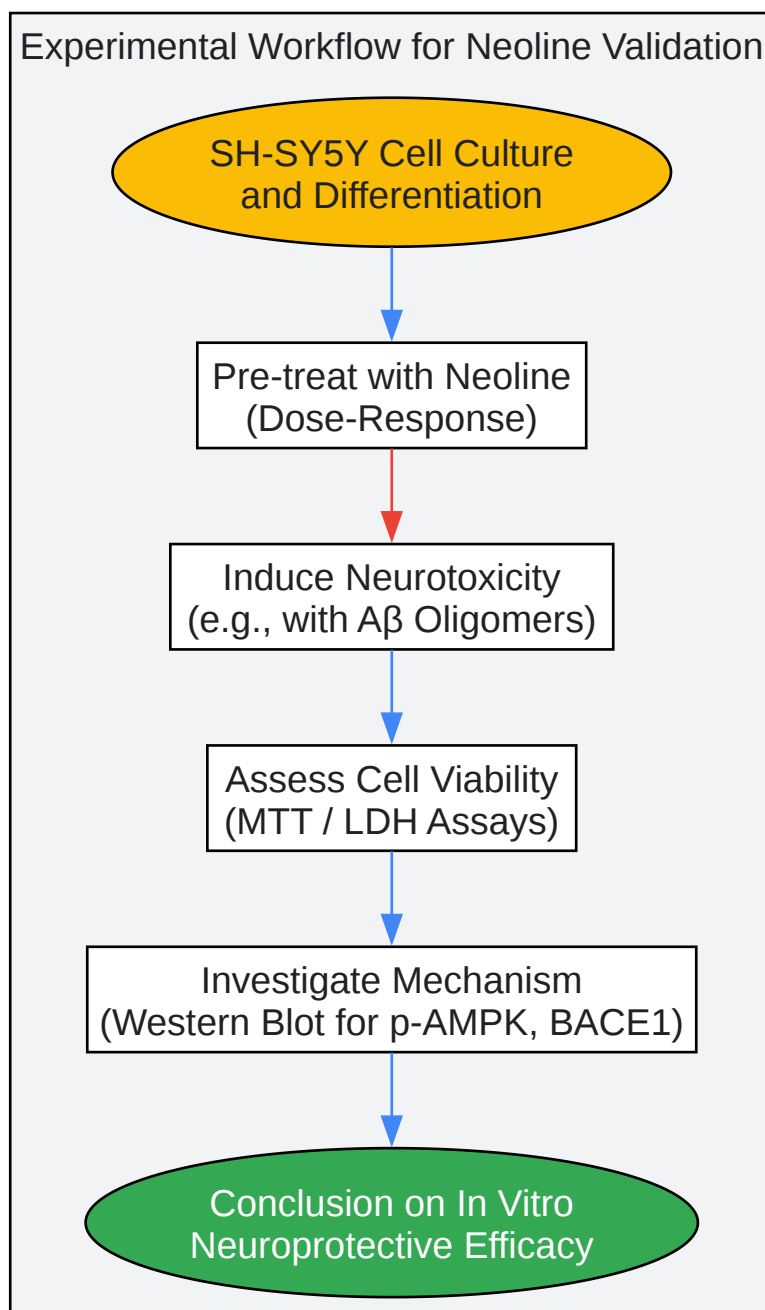 Experimental Workflow for Neoline Validation
SH-SY5Y Cell Culture
and Differentiation
Pre-treat with Neoline
(Dose-Response)
Induce Neurotoxicity
(e.g., with Aβ Oligomers)
Assess Cell Viability
(MTT / LDH Assays)
Investigate Mechanism
(Western Blot for p-AMPK, BACE1)
Conclusion on In Vitro
Neuroprotective Efficacy